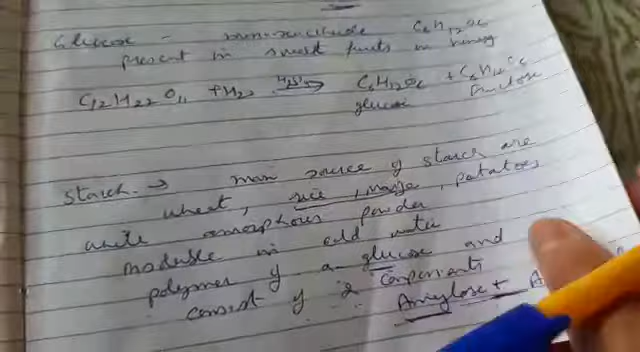 Glucose - monosaccharide C6H12O6
present in sweet fruits in honey
C12H22O11 + H2O H2SO4→ C6H12O6 + C6H12O6
glucose fructose
Starch → main source of starch are
wheat, rice, maize, potatoes
white amorphous powder
insoluble in cold water
polymer of α-glucose and
consist of 2 components
Amylose + A